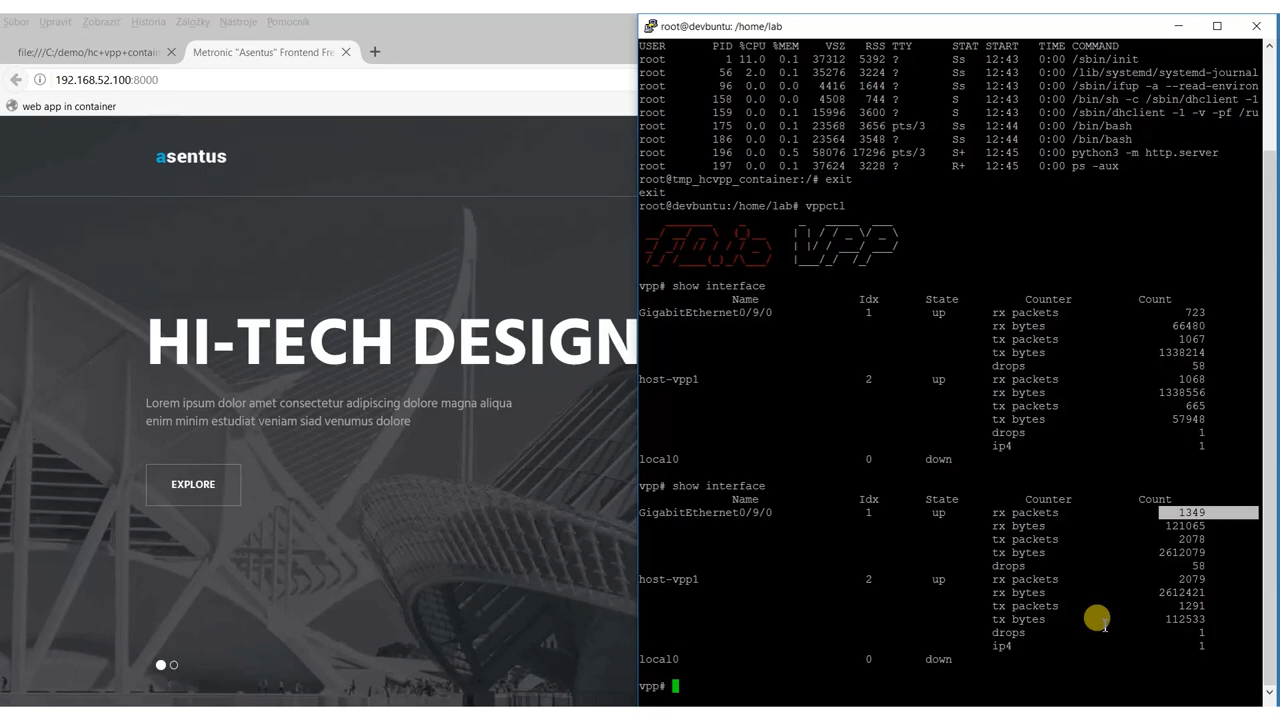 Súbor Upraviť Zobraziť História Záložky Nástroje Pomocník
file:///C:/demo/hc+vpp+contain
Metronic "Asentus" Frontend Fre
192.168.52.100:8000
web app in container
asentus
HI-TECH DESIGN
Lorem ipsum dolor amet consectetur adipiscing dolore magna aliqua
enim minim estudiat veniam siad venumus dolore
EXPLORE
root@devbuntu: /home/lab
USER PID %CPU %MEM VSZ RSS TTY STAT START TIME COMMAND
root 1 11.0 0.1 37312 5392 ? Ss 12:43 0:00 /sbin/init
root 56 2.0 0.1 35276 3224 ? Ss 12:43 0:00 /lib/systemd/systemd-journal
root 96 0.0 0.0 4416 1644 ? Ss 12:43 0:00 /sbin/ifup -a --read-environ
root 158 0.0 0.0 4508 744 ? S 12:43 0:00 /bin/sh -c /sbin/dhclient -1
root 159 0.0 0.1 15996 3600 ? S 12:43 0:00 /sbin/dhclient -1 -v -pf /ru
root 175 0.0 0.1 23568 3656 pts/3 Ss 12:44 0:00 /bin/bash
root 186 0.0 0.1 23564 3548 ? Ss 12:44 0:00 /bin/bash
root 196 0.0 0.5 58076 17296 pts/3 S+ 12:45 0:00 python3 -m http.server
root 197 0.0 0.1 37624 3228 ? R+ 12:45 0:00 ps -aux
root@tmp_hcvpp_container:/# exit
exit
root@devbuntu:/home/lab# vppctl
FD.io VPP
vpp# show interface
Name Idx State Counter Count
GigabitEthernet0/9/0 1 up rx packets 723
rx bytes 66480
tx packets 1067
tx bytes 1338214
drops 58
host-vpp1 2 up rx packets 1068
rx bytes 1338556
tx packets 665
tx bytes 57948
drops 1
ip4 1
local0 0 down
vpp# show interface
Name Idx State Counter Count
GigabitEthernet0/9/0 1 up rx packets 1349
rx bytes 121065
tx packets 2078
tx bytes 2612079
drops 58
host-vpp1 2 up rx packets 2079
rx bytes 2612421
tx packets 1291
tx bytes 112533
drops 1
ip4 1
local0 0 down
vpp#